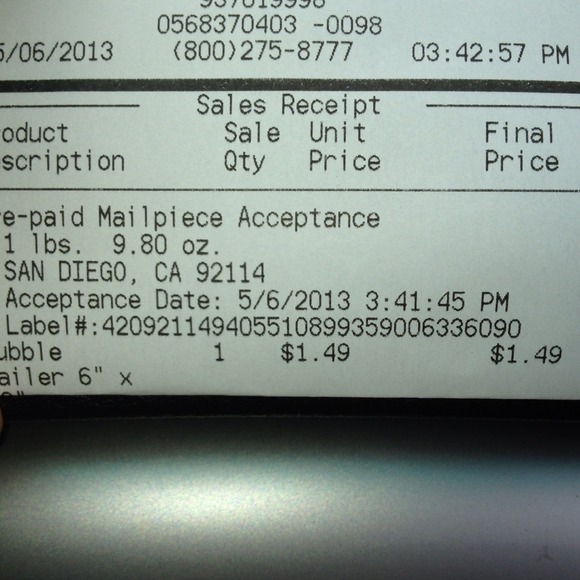 0568370403 -0098
5/06/2013 (800)275-8777 03:42:57 PM
Sales Receipt
oduct Sale Unit Final
scription Qty Price Price
e-paid Mailpiece Acceptance
1 lbs. 9.80 oz.
SAN DIEGO, CA 92114
Acceptance Date: 5/6/2013 3:41:45 PM
Label#:420921149405510899359006336090
ubble 1 $1.49 $1.49
ailer 6" x